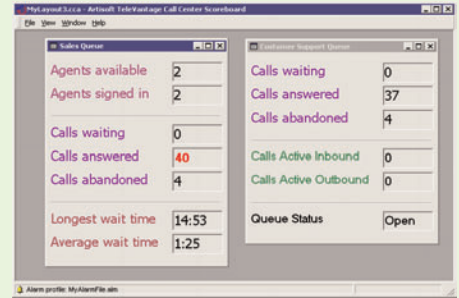 MyLayout3.cca - Artisoft TeleVantage Call Center Scoreboard
File View Window Help
Sales Queue
Agents available 2
Agents signed in 2
Calls waiting 0
Calls answered 40
Calls abandoned 4
Longest wait time 14:53
Average wait time 1:25
Customer Support Queue
Calls waiting 0
Calls answered 37
Calls abandoned 4
Calls Active Inbound 0
Calls Active Outbound 0
Queue Status Open
Alarm profile: MyAlarmFile.alm